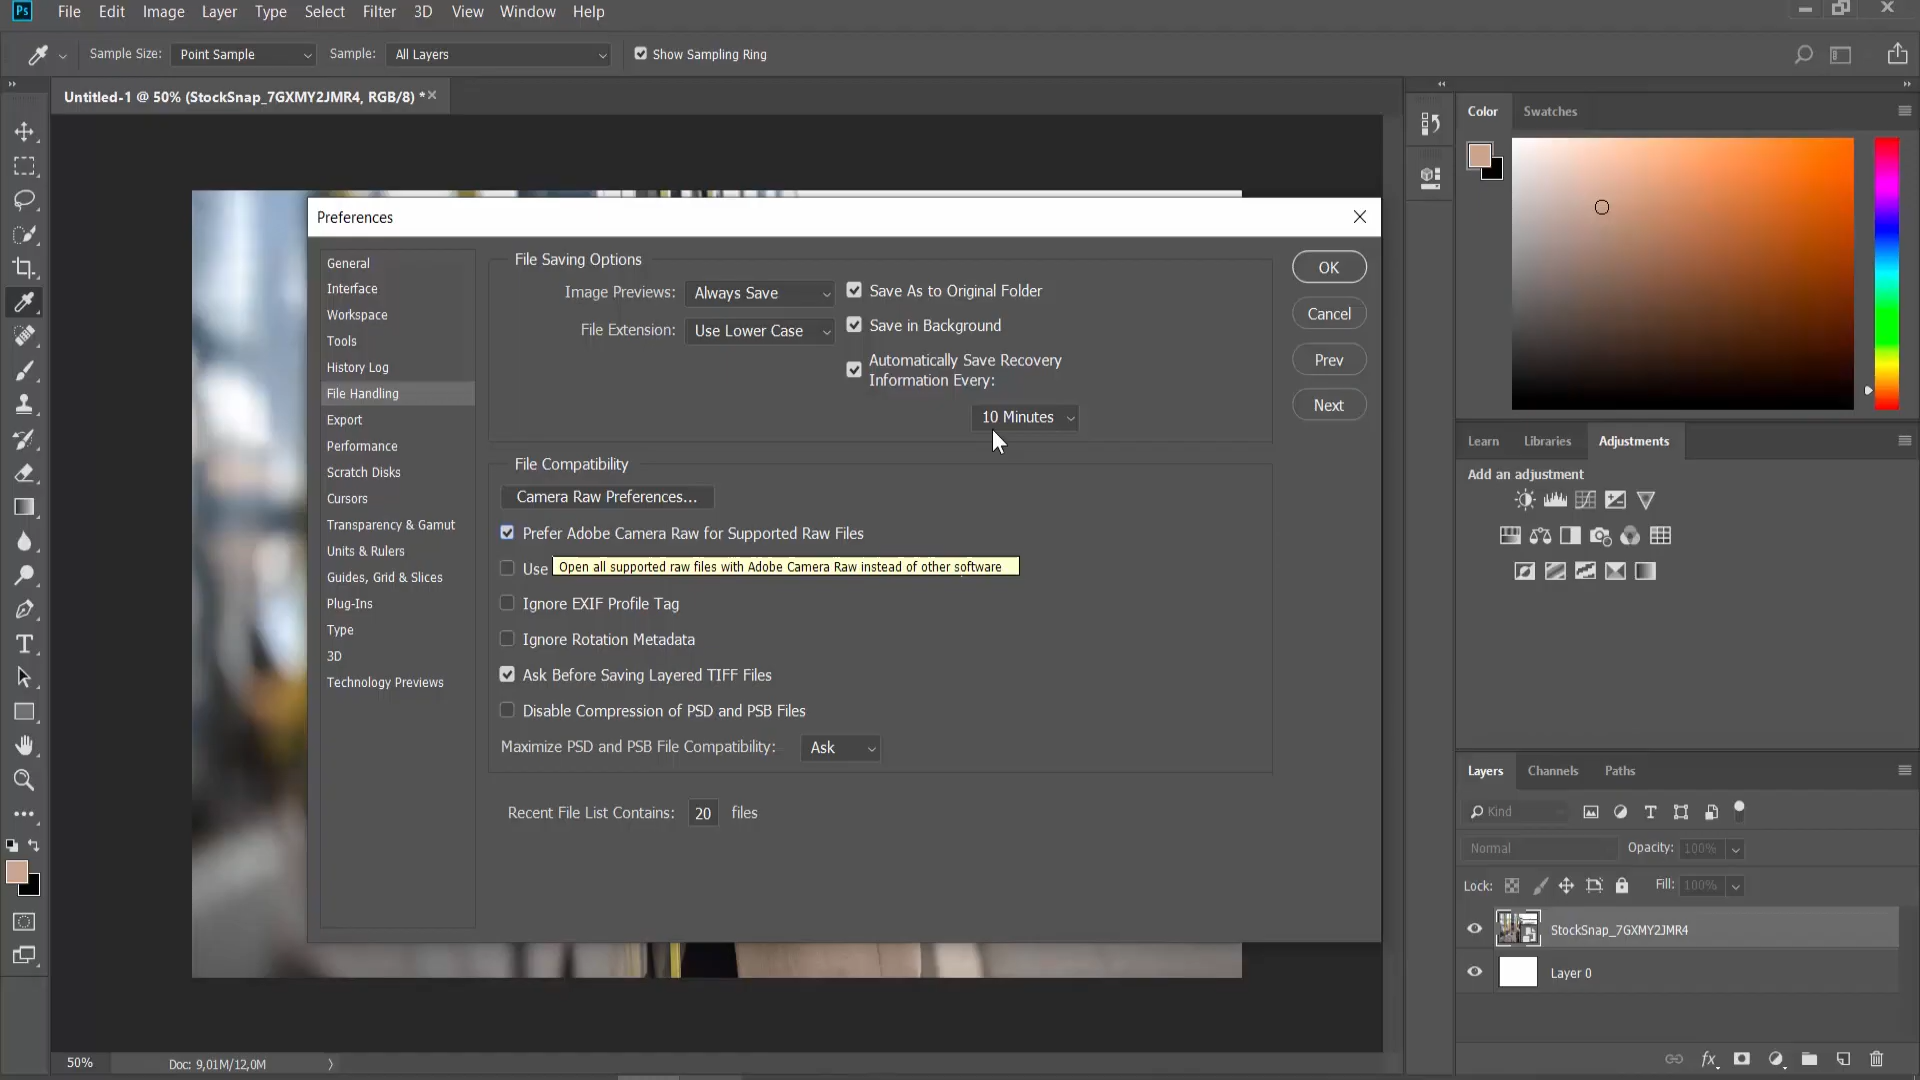 Ps File Edit Image Layer Type Select Filter 3D View Window Help
Sample Size: Point Sample Sample: All Layers Show Sampling Ring
Untitled-1 @ 50% (StockSnap_7GXMY2JMR4, RGB/8) *
Preferences
General
Interface
Workspace
Tools
History Log
File Handling
Export
Performance
Scratch Disks
Cursors
Transparency & Gamut
Units & Rulers
Guides, Grid & Slices
Plug-Ins
Type
3D
Technology Previews
File Saving Options
Image Previews: Always Save
File Extension: Use Lower Case
Save As to Original Folder
Save in Background
Automatically Save Recovery
Information Every:
10 Minutes
File Compatibility
Camera Raw Preferences...
Prefer Adobe Camera Raw for Supported Raw Files
Use
Open all supported raw files with Adobe Camera Raw instead of other software
Ignore EXIF Profile Tag
Ignore Rotation Metadata
Ask Before Saving Layered TIFF Files
Disable Compression of PSD and PSB Files
Maximize PSD and PSB File Compatibility: Ask
Recent File List Contains: 20 files
OK
Cancel
Prev
Next
Color Swatches
Learn Libraries Adjustments
Add an adjustment
Layers Channels Paths
Kind
Normal Opacity: 100%
Lock: Fill: 100%
StockSnap_7GXMY2JMR4
Layer 0
fx
50% Doc: 9,01M/12,0M